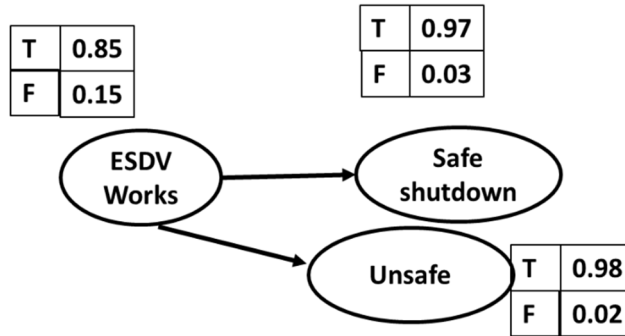 T 0.85
F 0.15
T 0.97
F 0.03
ESDV
Works
Safe
shutdown
Unsafe
T 0.98
F 0.02